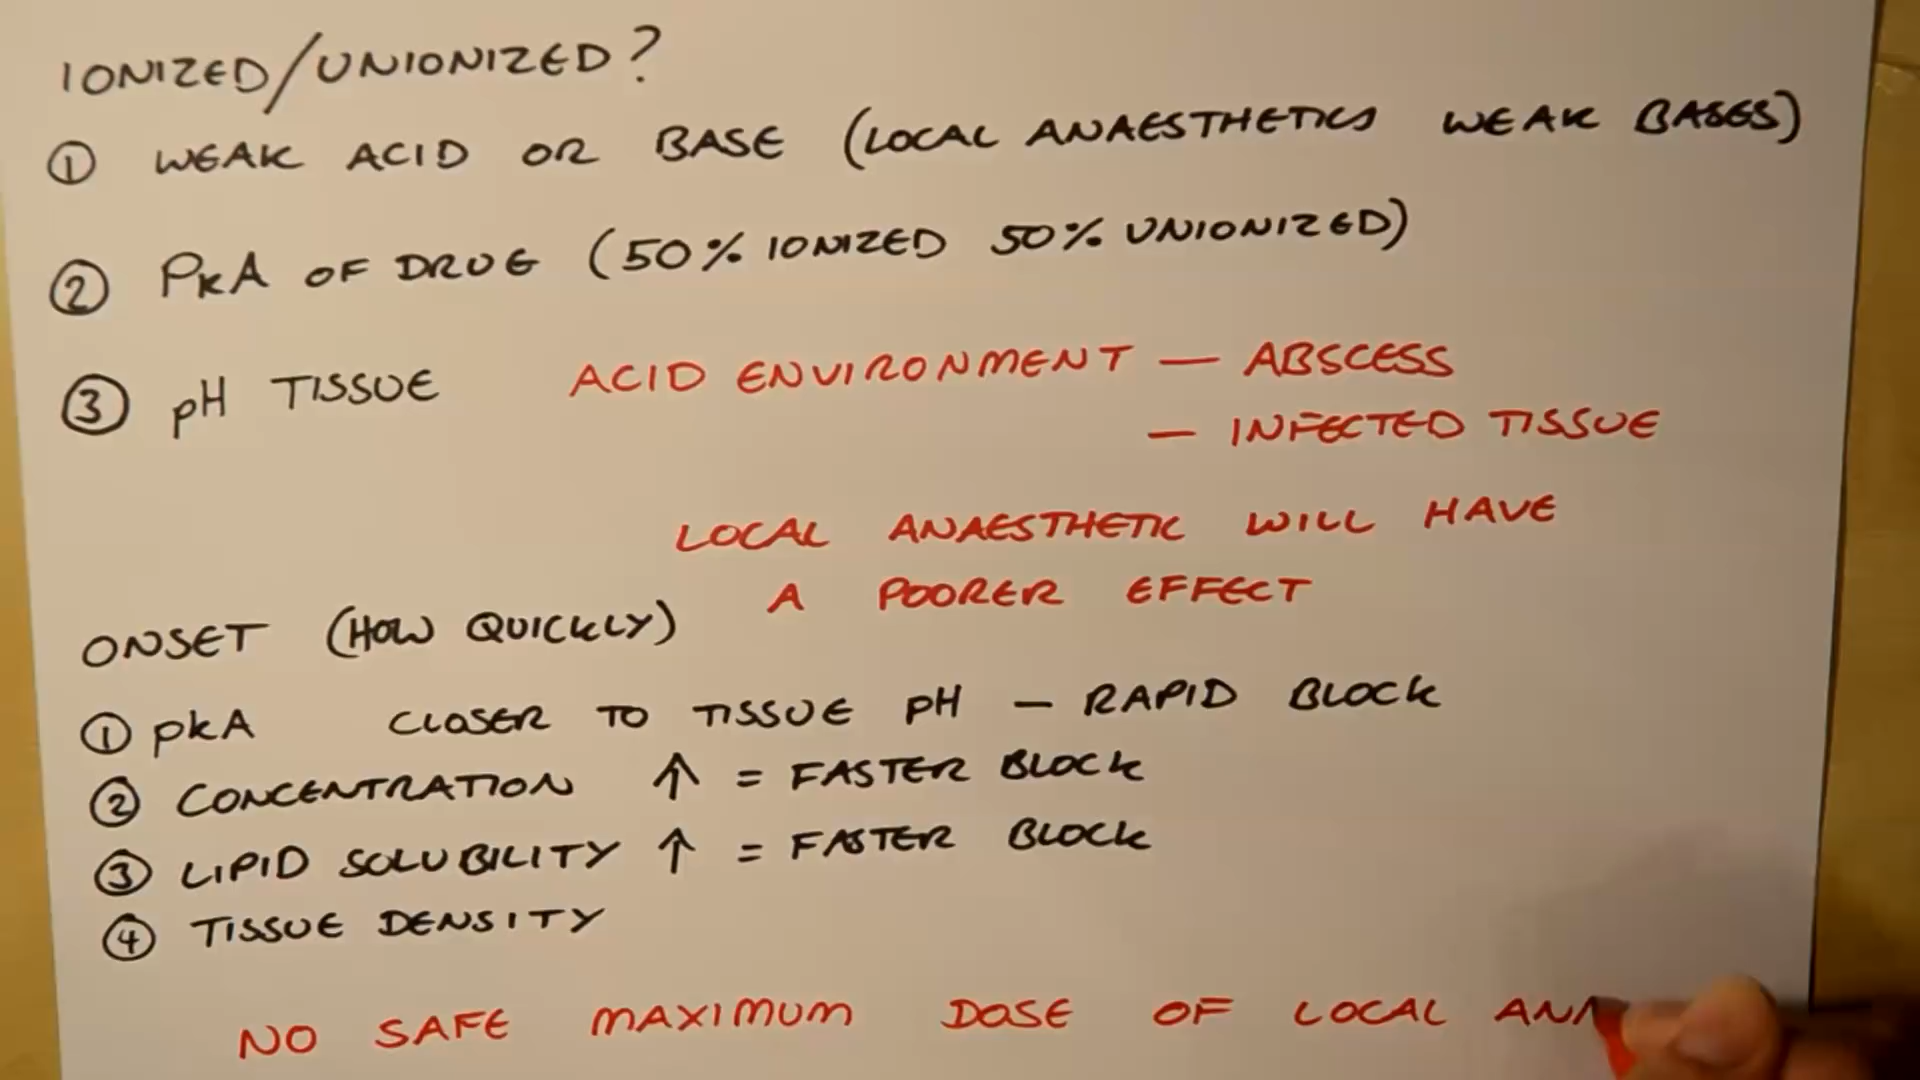 IONIZED/UNIONIZED?
① WEAK ACID OR BASE (LOCAL ANAESTHETICS WEAK BASES)
② PKA OF DRUG (50% IONIZED 50% UNIONIZED)
③ pH TISSUE ACID ENVIRONMENT — ABSCESS
— INFECTED TISSUE
LOCAL ANAESTHETIC WILL HAVE
A POORER EFFECT
ONSET (HOW QUICKLY)
① pkA CLOSER TO TISSUE pH — RAPID BLOCK
② CONCENTRATION ↑ = FASTER BLOCK
③ LIPID SOLUBILITY ↑ = FASTER BLOCK
④ TISSUE DENSITY
NO SAFE MAXIMUM DOSE OF LOCAL